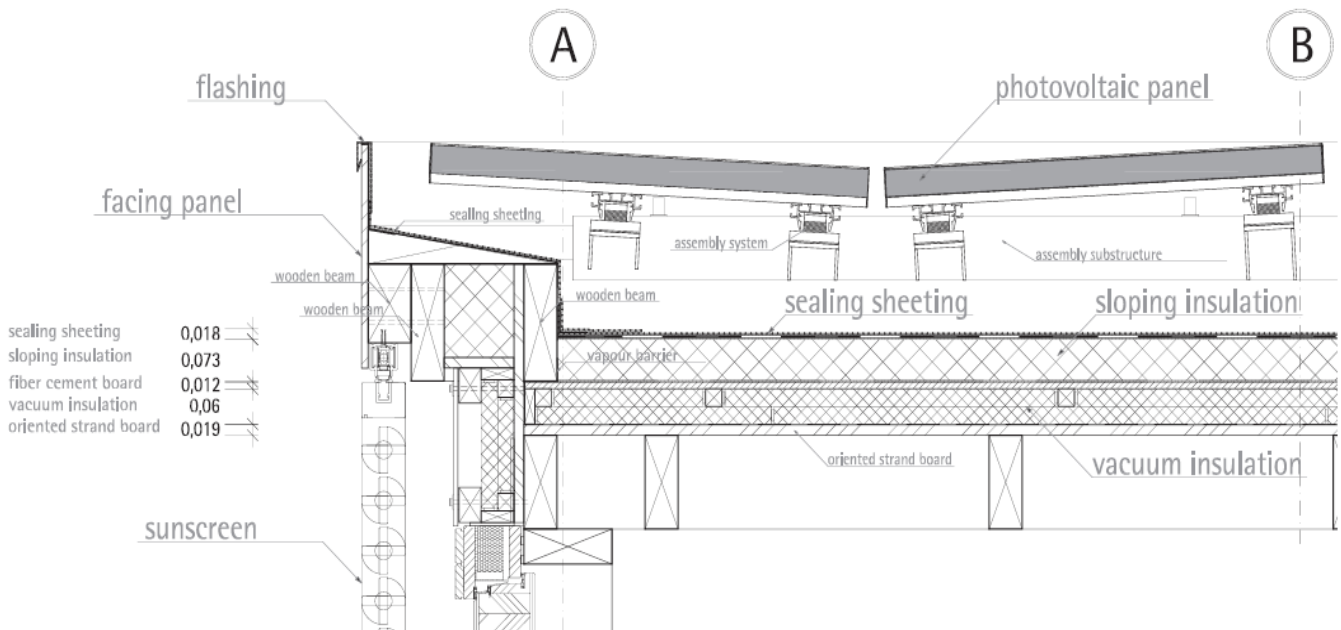 A
B
flashing
photovoltaic panel
facing panel
sealing sheeting
assembly system
assembly substructure
wooden beam
wooden beam
wooden beam
sealing sheeting
sloping insulation
sealing sheeting 0,018
sloping insulation 0,073
vapour barrier
fiber cement board 0,012
vacuum insulation 0,06
oriented strand board 0,019
oriented strand board
vacuum insulation
sunscreen